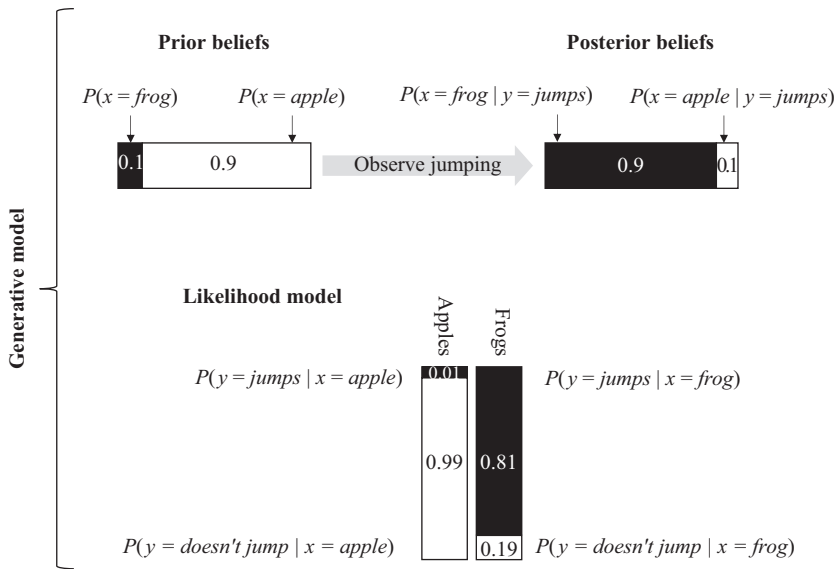 Generative model
Prior beliefs
Posterior beliefs
P(x = frog)
P(x = apple)
P(x = frog | y = jumps)
P(x = apple | y = jumps)
0.1
0.9
Observe jumping
0.9
0.1
Likelihood model
Apples
Frogs
P(y = jumps | x = apple)
0.01
P(y = jumps | x = frog)
0.99
0.81
P(y = doesn't jump | x = apple)
0.19
P(y = doesn't jump | x = frog)